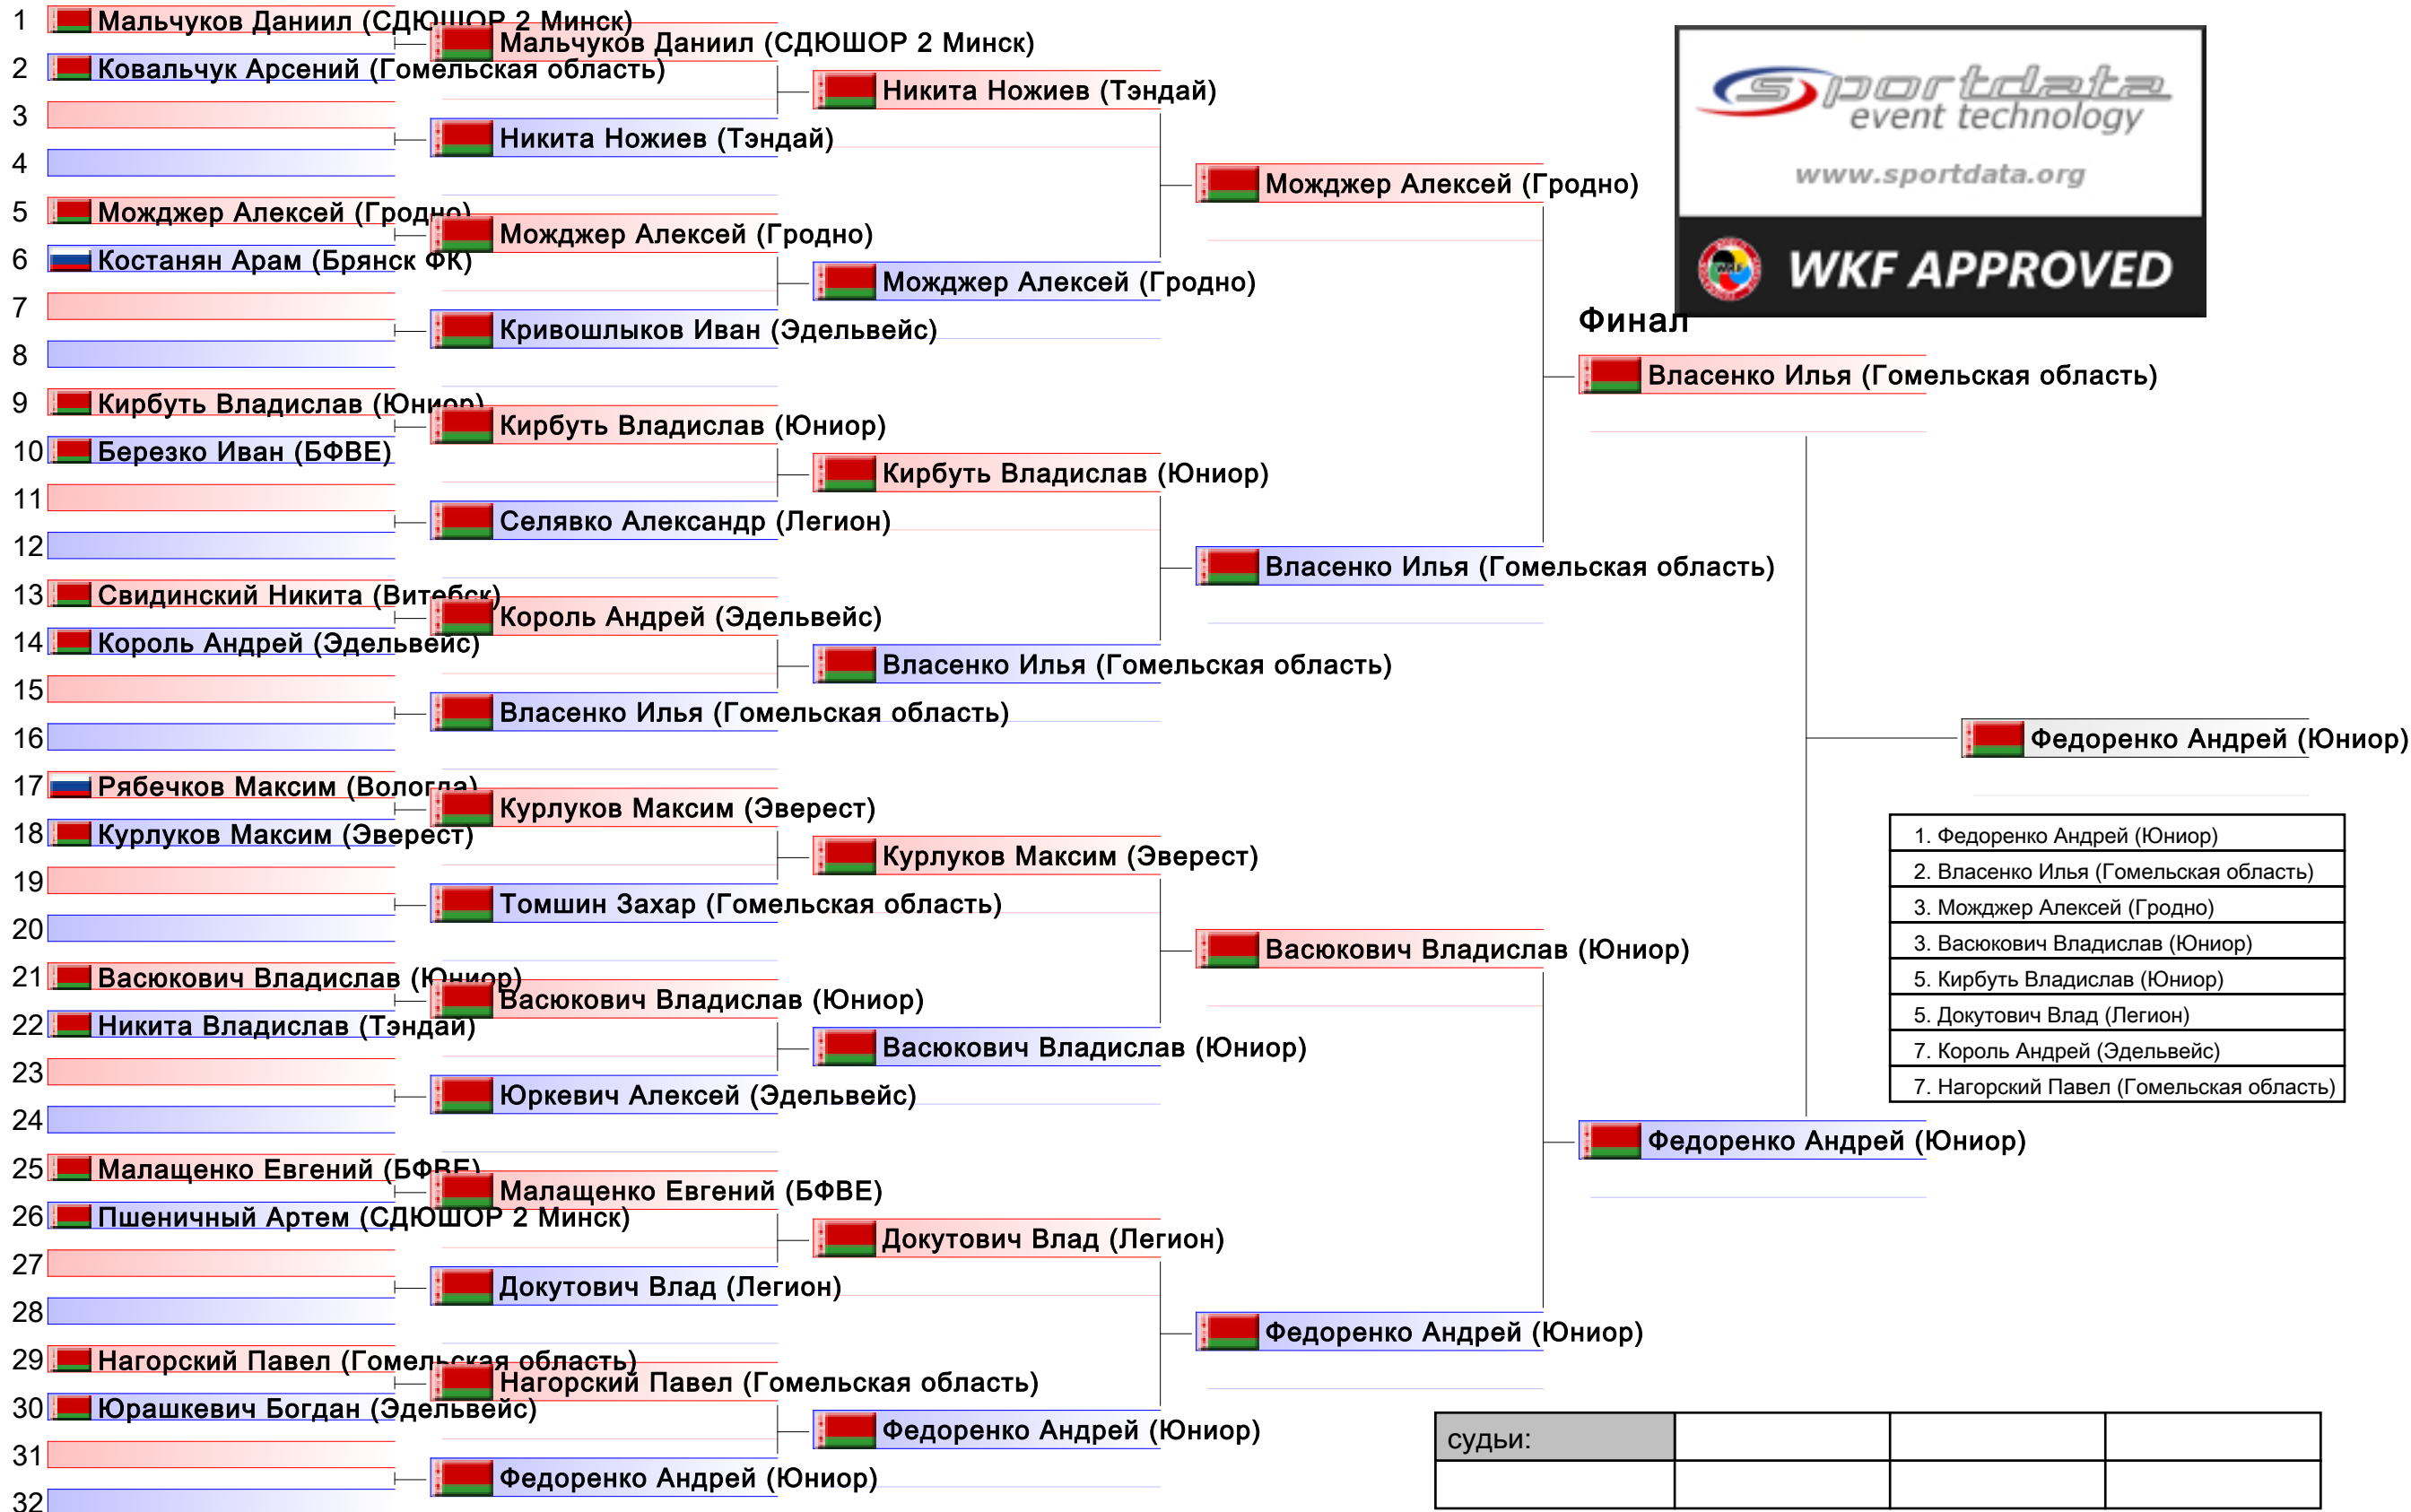 1 Мальчуков Даниил (СДЮШОР 2 Минск)
2 Ковальчук Арсений (Гомельская область)
3
4
5 Можджер Алексей (Гродно)
6 Костанян Арам (Брянск ФК)
7
8
9 Кирбуть Владислав (Юниор)
10 Березко Иван (БФВЕ)
11
12
13 Свидинский Никита (Витебск)
14 Король Андрей (Эдельвейс)
15
16
17 Рябечков Максим (Вологда)
18 Курлуков Максим (Эверест)
19
20
21 Васюкович Владислав (Юниор)
22 Никита Владислав (Тэндай)
23
24
25 Малащенко Евгений (БФВЕ)
26 Пшеничный Артем (СДЮШОР 2 Минск)
27
28
29 Нагорский Павел (Гомельская область)
30 Юрашкевич Богдан (Эдельвейс)
31
32
Мальчуков Даниил (СДЮШОР 2 Минск)
Никита Ножиев (Тэндай)
Можджер Алексей (Гродно)
Кривошлыков Иван (Эдельвейс)
Кирбуть Владислав (Юниор)
Селявко Александр (Легион)
Король Андрей (Эдельвейс)
Власенко Илья (Гомельская область)
Курлуков Максим (Эверест)
Томшин Захар (Гомельская область)
Васюкович Владислав (Юниор)
Юркевич Алексей (Эдельвейс)
Малащенко Евгений (БФВЕ)
Докутович Влад (Легион)
Нагорский Павел (Гомельская область)
Федоренко Андрей (Юниор)
Никита Ножиев (Тэндай)
Можджер Алексей (Гродно)
Кирбуть Владислав (Юниор)
Власенко Илья (Гомельская область)
Курлуков Максим (Эверест)
Васюкович Владислав (Юниор)
Докутович Влад (Легион)
Федоренко Андрей (Юниор)
Можджер Алексей (Гродно)
Власенко Илья (Гомельская область)
Васюкович Владислав (Юниор)
Федоренко Андрей (Юниор)
sportdata
event technology
www.sportdata.org
WKF
WKF APPROVED
Финал
Власенко Илья (Гомельская область)
Федоренко Андрей (Юниор)
Федоренко Андрей (Юниор)
1. Федоренко Андрей (Юниор)
2. Власенко Илья (Гомельская область)
3. Можджер Алексей (Гродно)
3. Васюкович Владислав (Юниор)
5. Кирбуть Владислав (Юниор)
5. Докутович Влад (Легион)
7. Король Андрей (Эдельвейс)
7. Нагорский Павел (Гомельская область)
судьи: